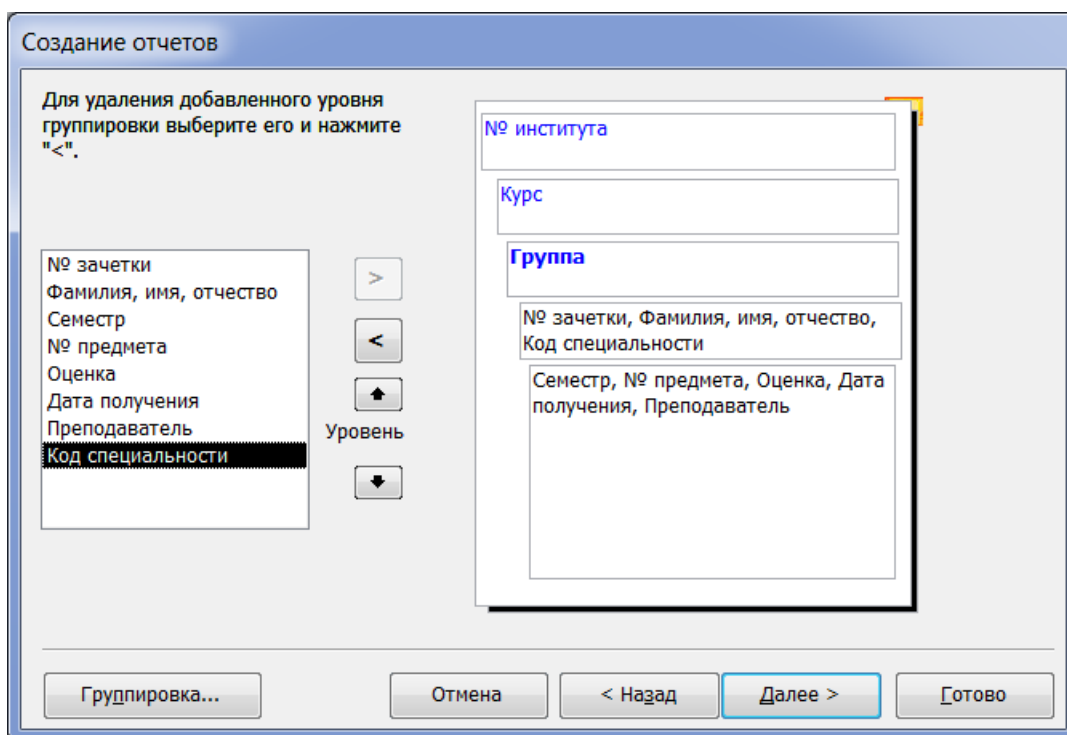 Создание отчетов
Для удаления добавленного уровня
группировки выберите его и нажмите
"<".
№ зачетки
Фамилия, имя, отчество
Семестр
№ предмета
Оценка
Дата получения
Преподаватель
Код специальности
>
<
Уровень
№ института
Курс
Группа
№ зачетки, Фамилия, имя, отчество,
Код специальности
Семестр, № предмета, Оценка, Дата
получения, Преподаватель
Группировка...
Отмена
< Назад
Далее >
Готово